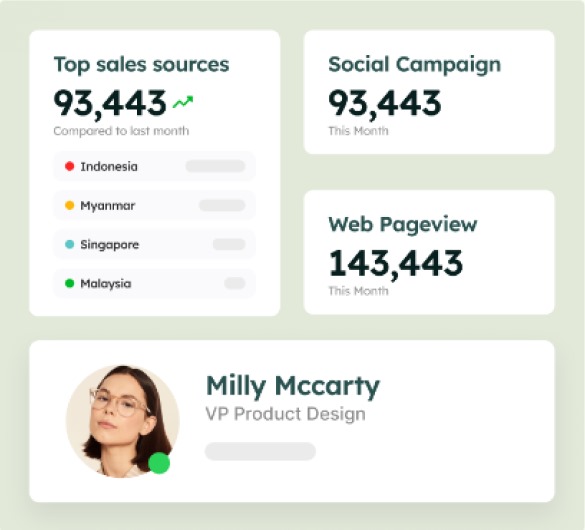 Top sales sources
93,443
Compared to last month
Indonesia
Myanmar
Singapore
Malaysia
Social Campaign
93,443
This Month
Web Pageview
143,443
This Month
Milly Mccarty
VP Product Design